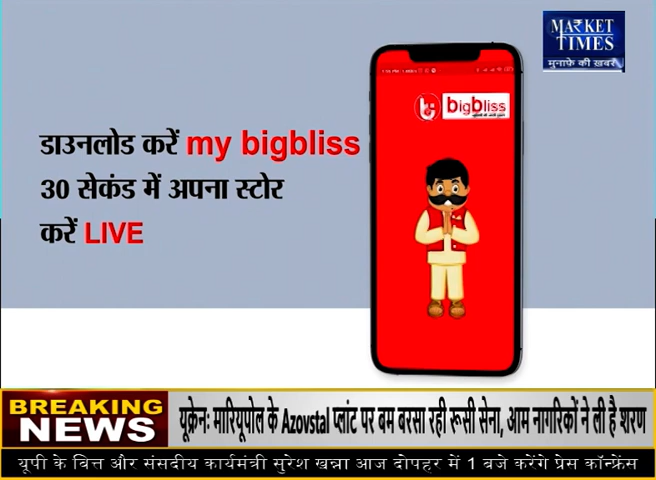 MARKET
TIMES
मुनाफे की ख़बर
bigbliss
डाउनलोड करें my bigbliss
30 सेकंड में अपना स्टोर
करें LIVE
BREAKING
NEWS
यूक्रेनः मारियूपोल के Azovstal प्लांट पर बम बरसा रही रूसी सेना, आम नागरिकों ने ली है शरण
यूपी के वित्त और संसदीय कार्यमंत्री सुरेश खन्ना आज दोपहर में 1 बजे करेंगे प्रेस कॉन्फ्रेंस